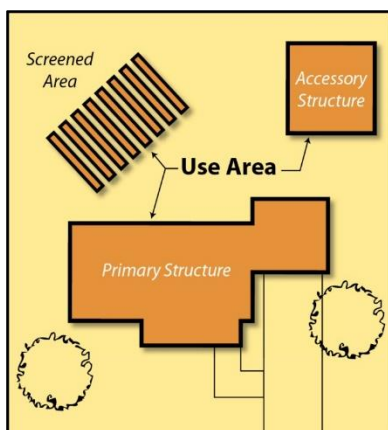 Screened
Area
Accessory
Structure
Use Area
Primary Structure